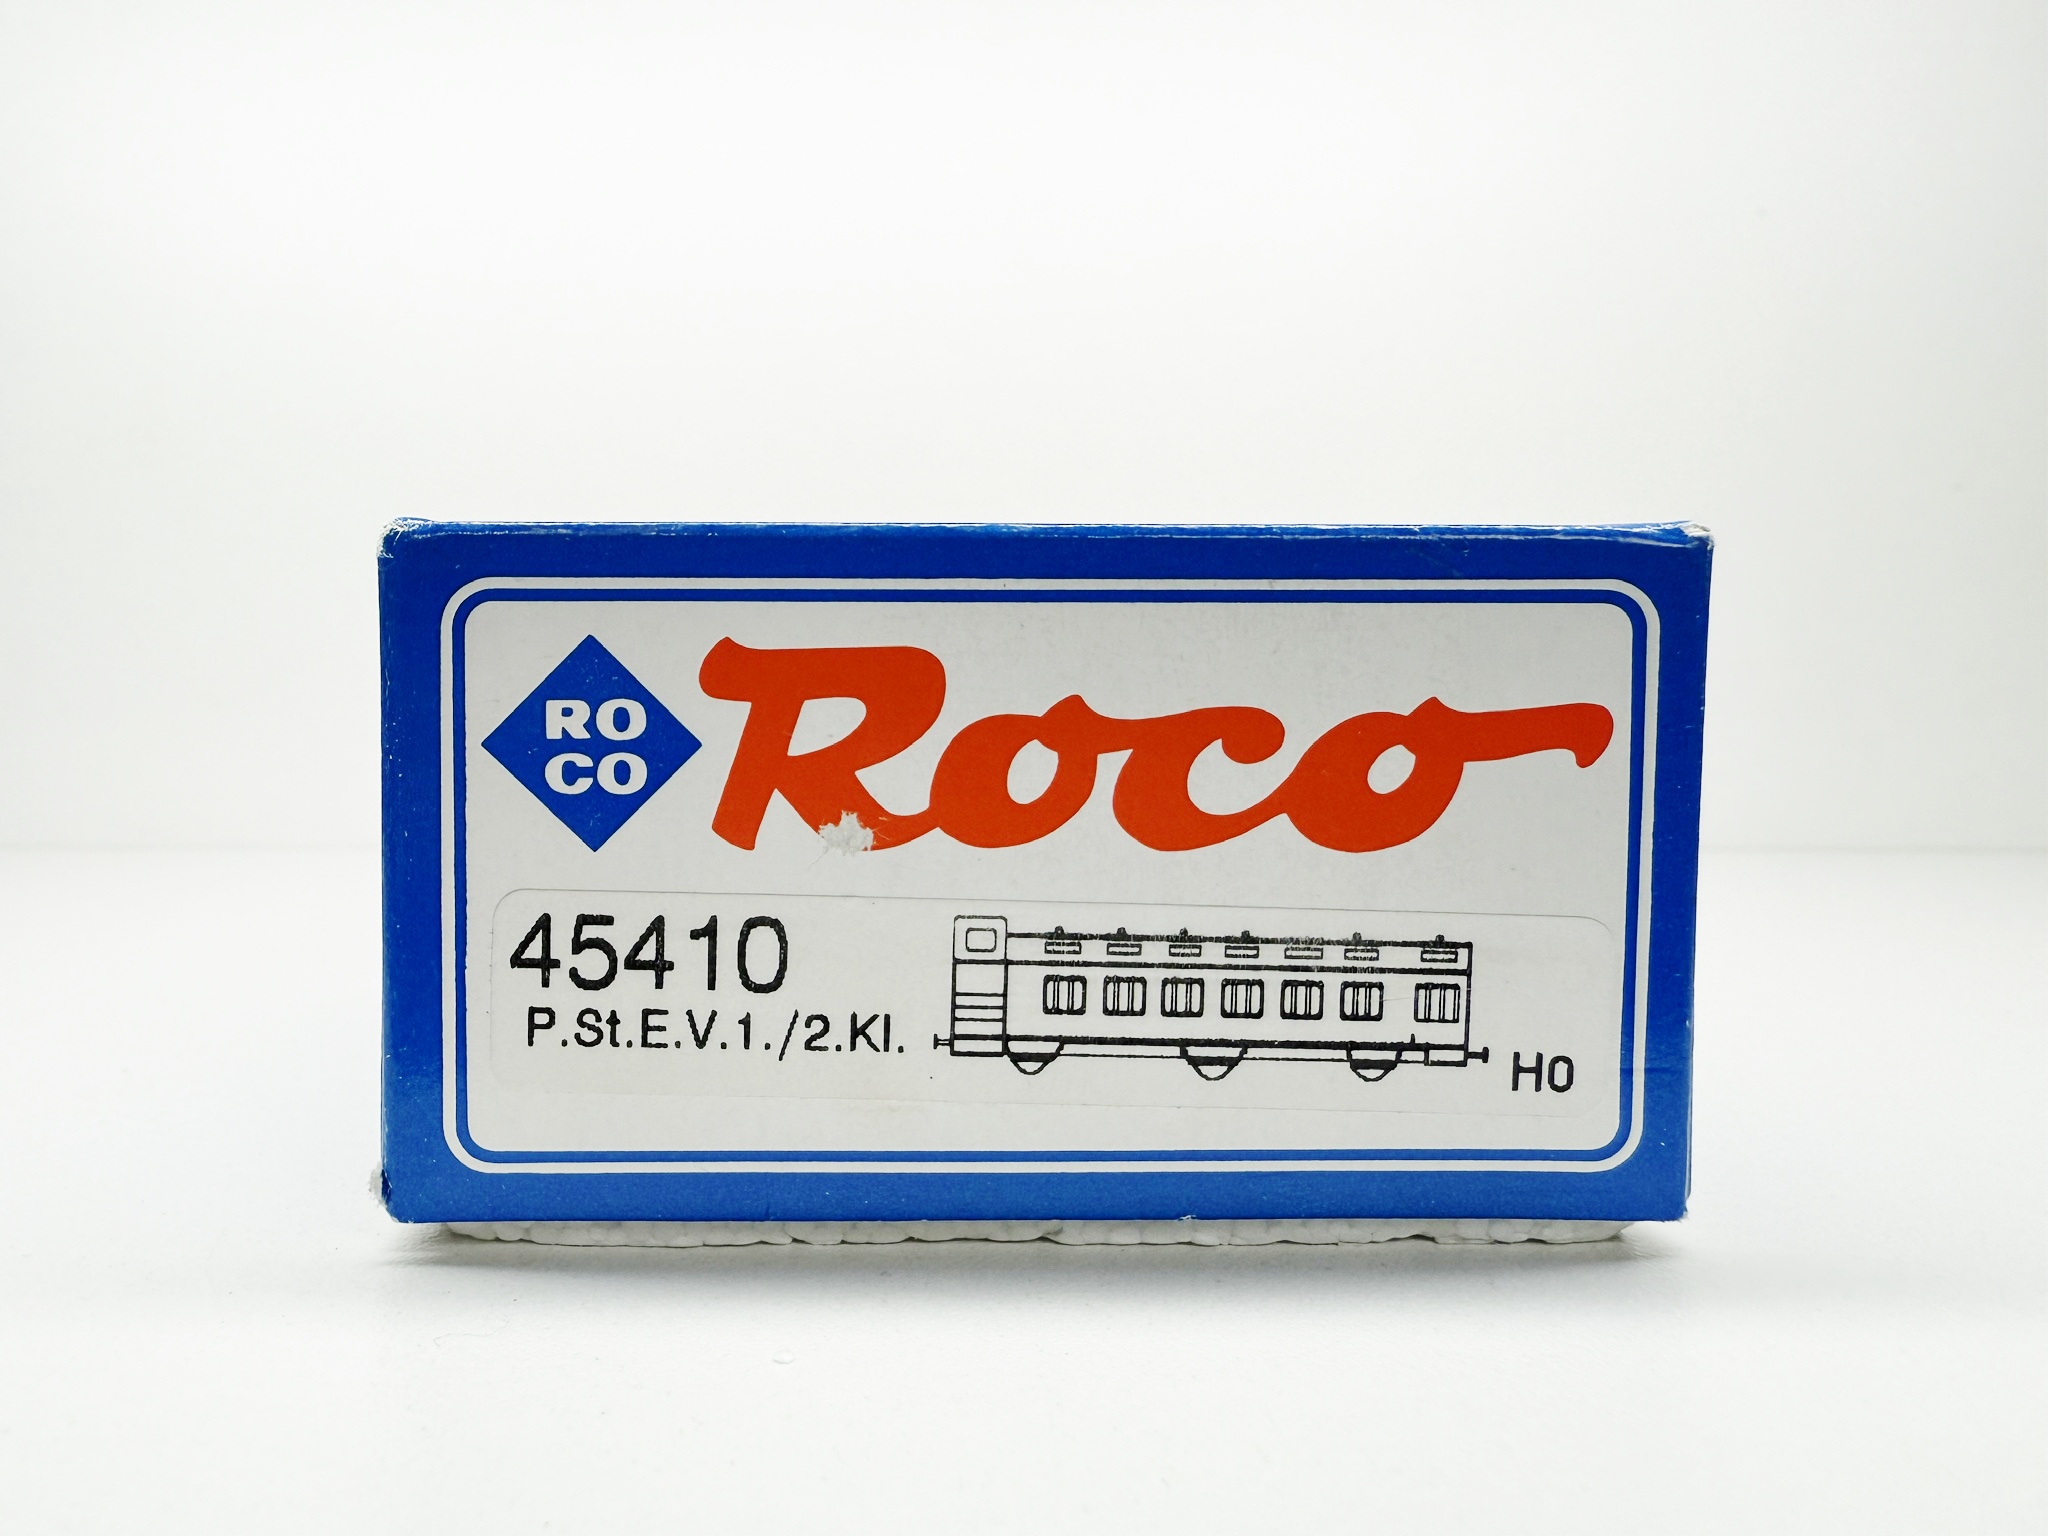 RO
CO
Roco
45410
P.St.E.V.1./2.Kl.
H0